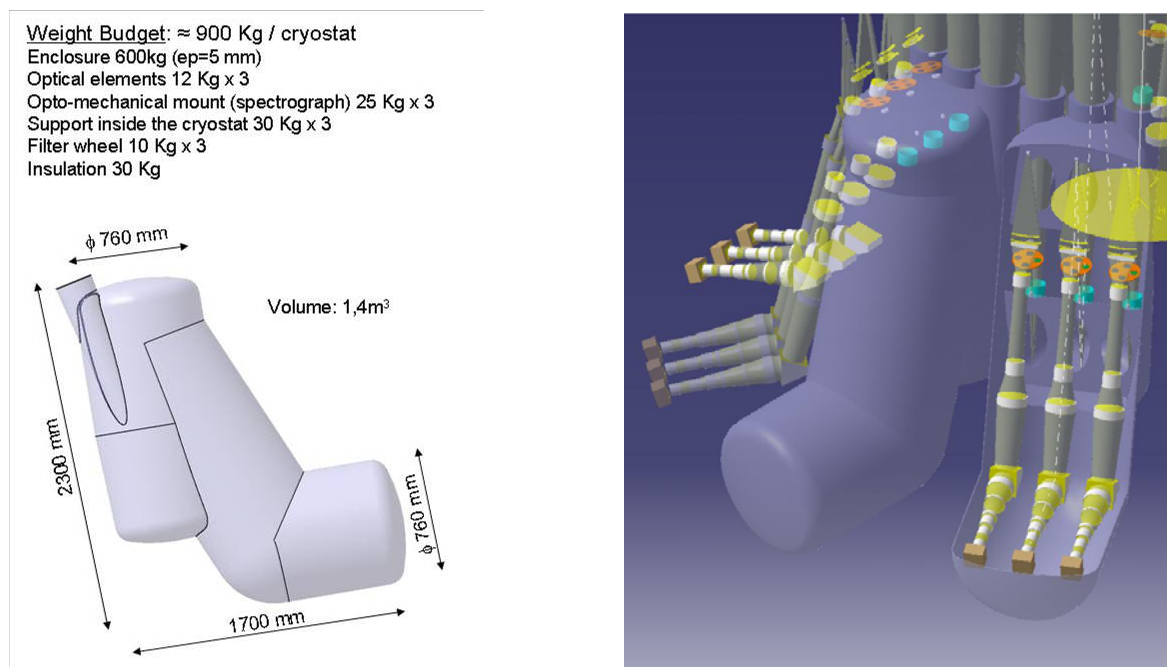 Weight Budget: ≈ 900 Kg / cryostat
Enclosure 600kg (ep=5 mm)
Optical elements 12 Kg x 3
Opto-mechanical mount (spectrograph) 25 Kg x 3
Support inside the cryostat 30 Kg x 3
Filter wheel 10 Kg x 3
Insulation 30 Kg
ϕ 760 mm
Volume: 1,4m³
2300 mm
ϕ 760 mm
1700 mm